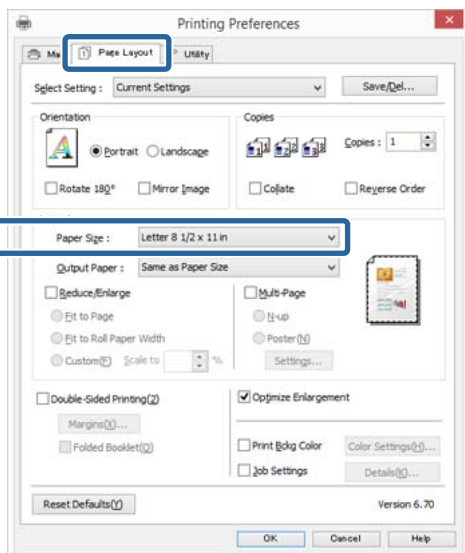 Printing Preferences
Page Layout
Utility
Select Setting : Current Settings Save/Del...
Orientation
Portrait Landscape
Rotate 180° Mirror Image
Copies
Copies : 1
Collate Reverse Order
Paper Size : Letter 8 1/2 x 11 in
Output Paper : Same as Paper Size
Reduce/Enlarge
Fit to Page
Fit to Roll Paper Width
Custom(F) Scale to %
Multi-Page
N-up
Poster(N)
Settings...
Double-Sided Printing(2)
Margins(X)...
Folded Booklet(Q)
Optimize Enlargement
Print Bckg Color Color Settings(H)...
Job Settings Details(K)...
Reset Defaults(Y) Version 6.70
OK Cancel Help